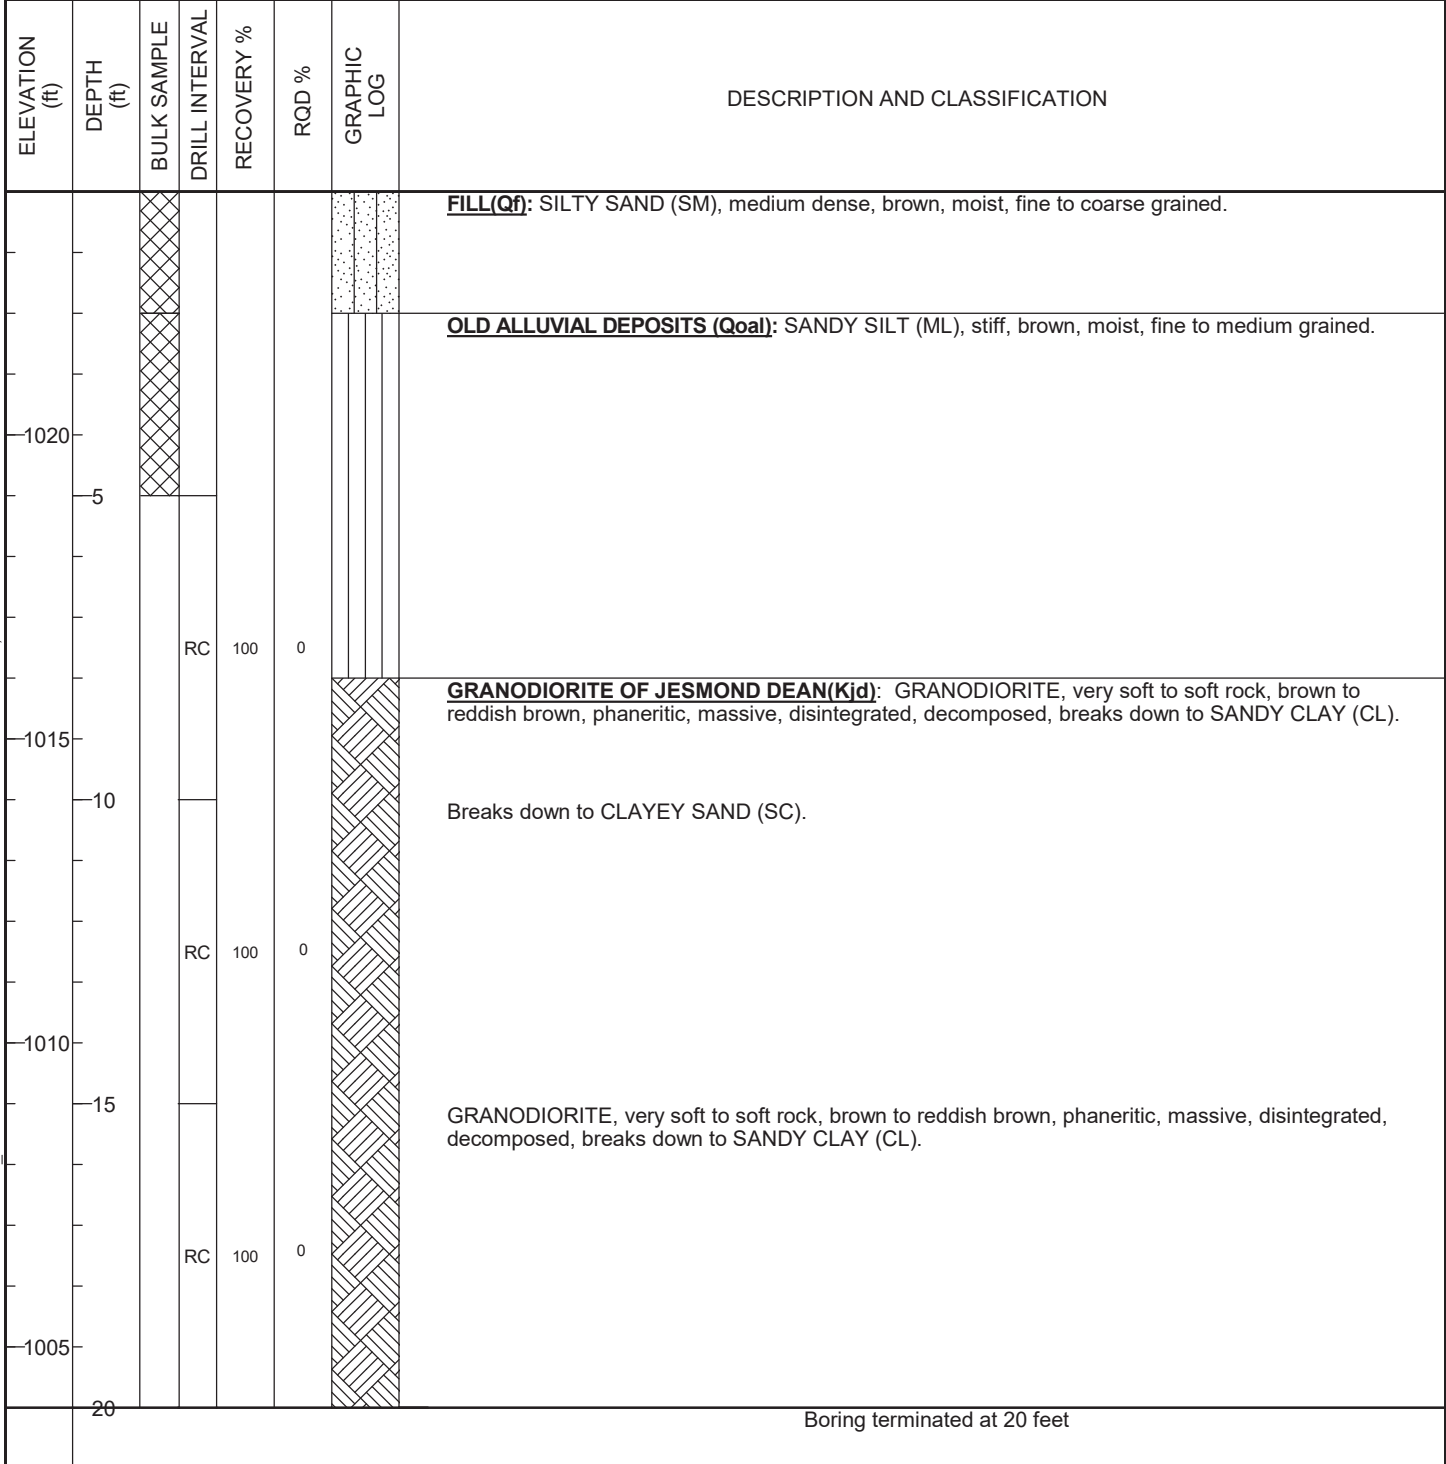 ELEVATION
(ft)
DEPTH
(ft)
BULK SAMPLE
DRILL INTERVAL
RECOVERY %
RQD %
GRAPHIC
LOG
DESCRIPTION AND CLASSIFICATION
FILL(Qf): SILTY SAND (SM), medium dense, brown, moist, fine to coarse grained.
OLD ALLUVIAL DEPOSITS (Qoal): SANDY SILT (ML), stiff, brown, moist, fine to medium grained.
1020
5
RC 100 0
GRANODIORITE OF JESMOND DEAN(Kjd): GRANODIORITE, very soft to soft rock, brown to
reddish brown, phaneritic, massive, disintegrated, decomposed, breaks down to SANDY CLAY (CL).
1015
10
Breaks down to CLAYEY SAND (SC).
RC 100 0
1010
15
GRANODIORITE, very soft to soft rock, brown to reddish brown, phaneritic, massive, disintegrated,
decomposed, breaks down to SANDY CLAY (CL).
RC 100 0
1005
20
Boring terminated at 20 feet